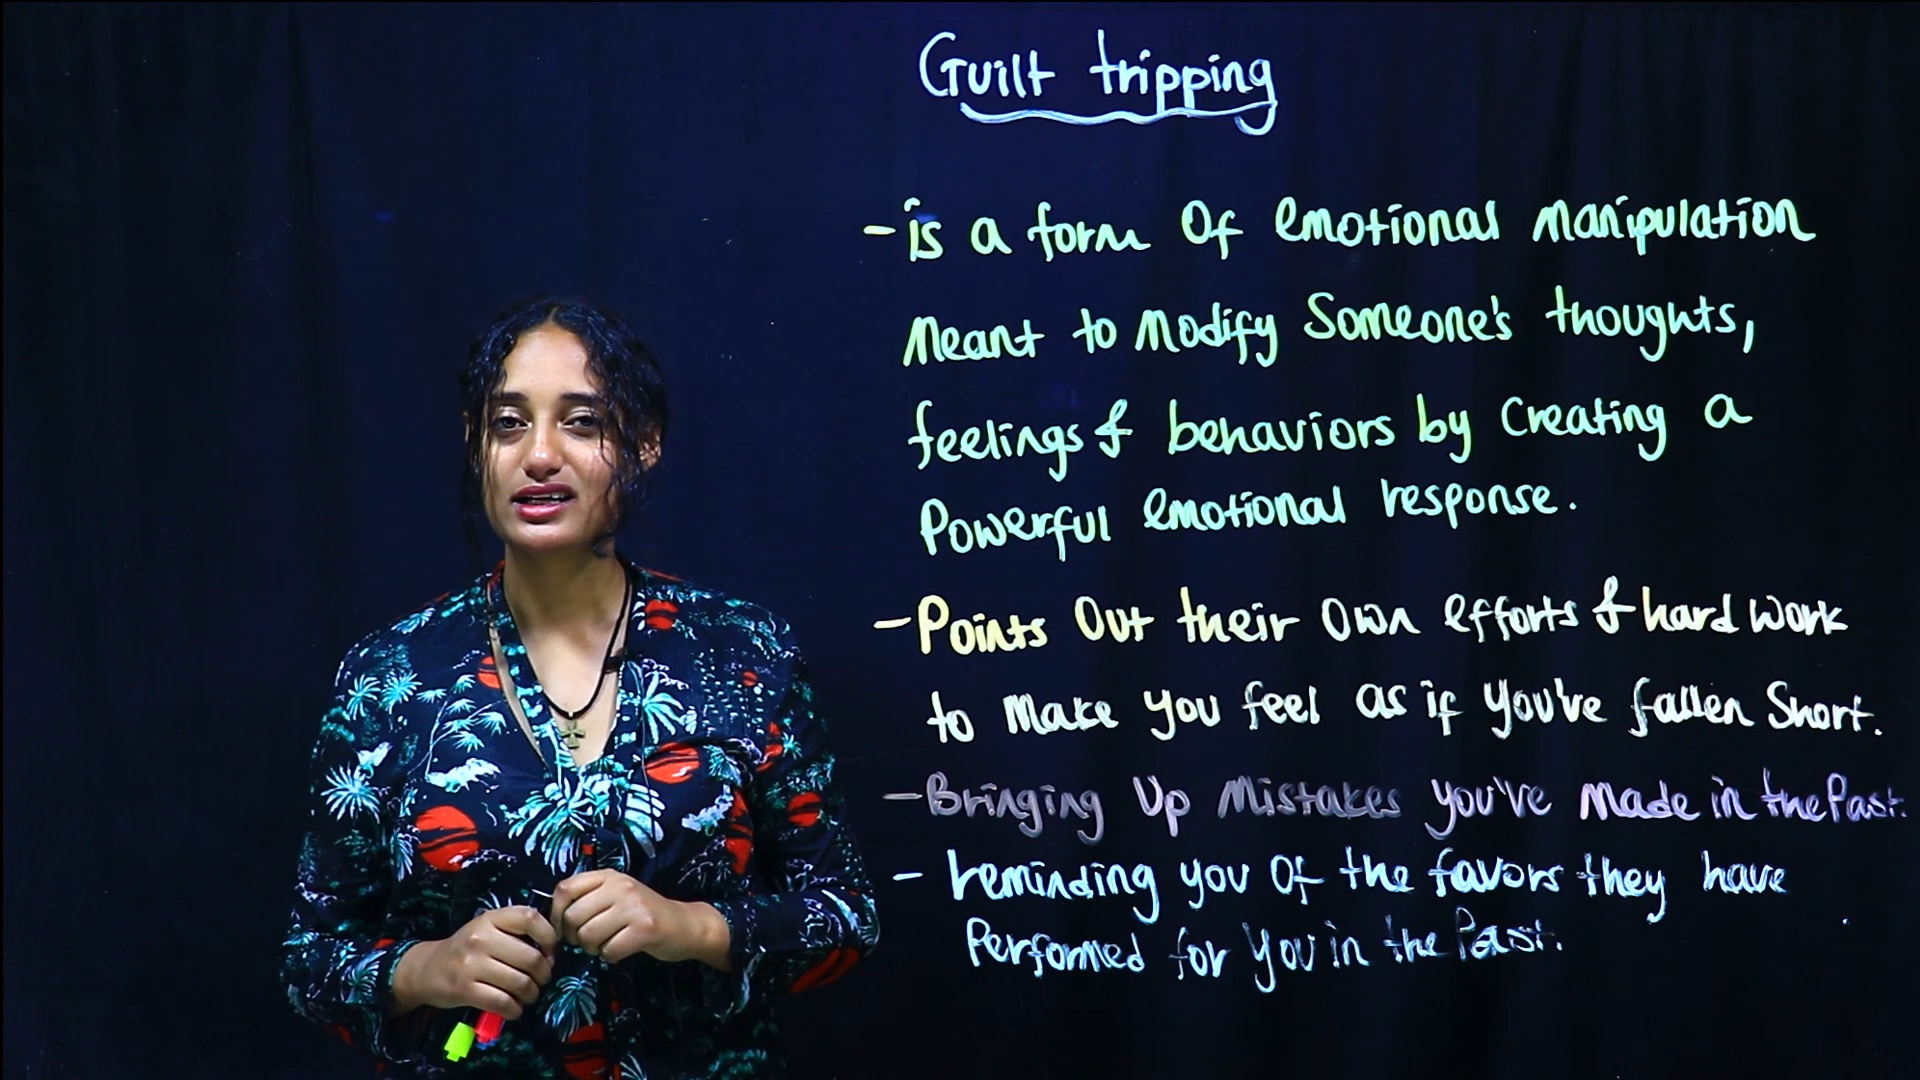 Guilt tripping
- is a form of emotional manipulation
meant to modify someone's thoughts,
feelings & behaviors by creating a
powerful emotional response.
- Points out their own efforts & hard work
to make you feel as if you've fallen short.
- Bringing up mistakes you've made in the past.
- reminding you of the favors they have
performed for you in the past.